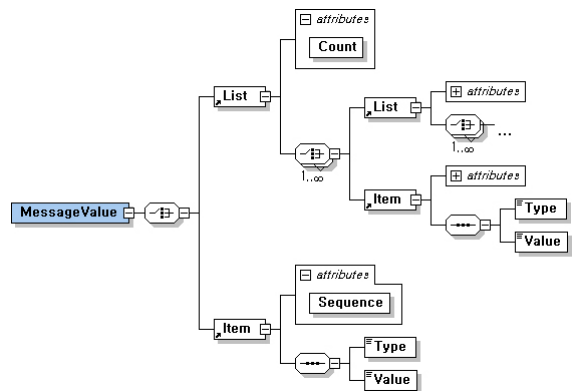 attributes
Count
List
List
attributes
1..∞
...
1..∞
Item
attributes
Type
Value
MessageValue
attributes
Sequence
Item
Type
Value